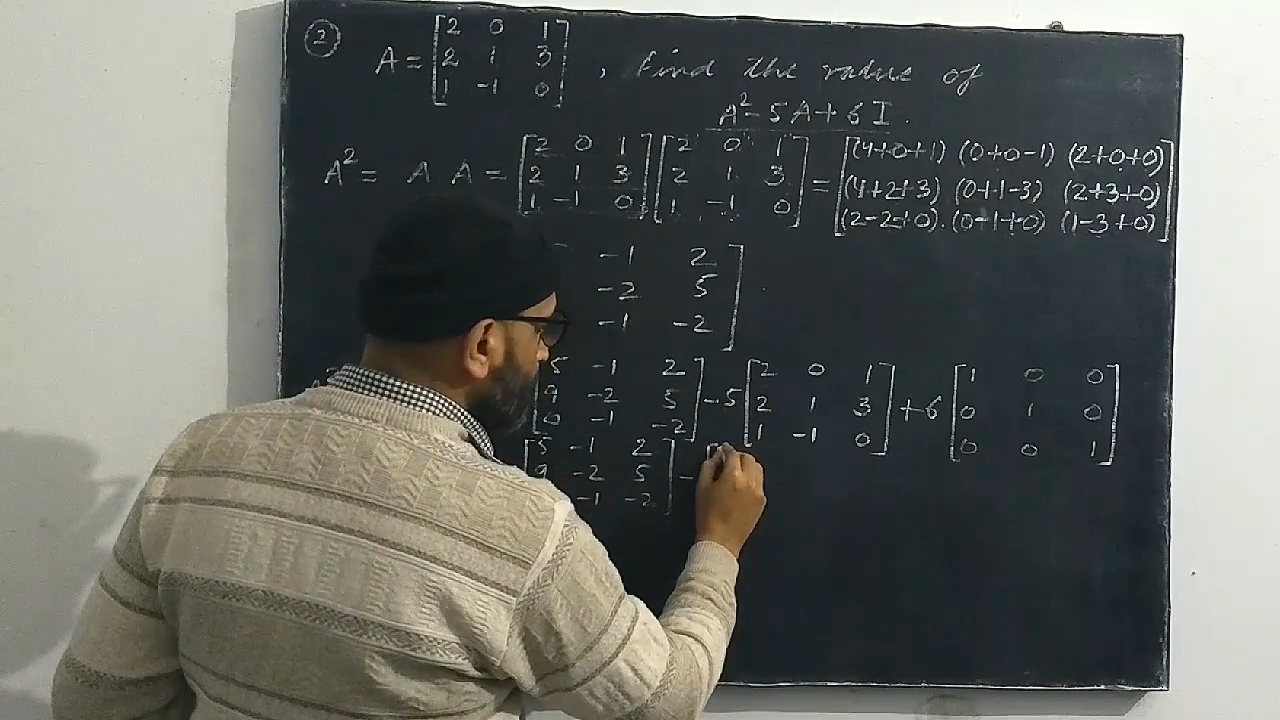 ② A = [2 0 1
2 1 3 , Find the value of
1 -1 0]
A² - 5A + 6I.
A² = A A = [2 0 1 [2 0 1 [(4+0+1) (0+0-1) (2+0+0)
2 1 3 2 1 3 = (4+2+3) (0+1-3) (2+3+0)
1 -1 0] 1 -1 0] (2-2+0). (0-1+0) (1-3+0)]
-1 2
-2 5
-1 -2]
[5 -1 2 [2 0 1 [1 0 0
9 -2 5 - 5 2 1 3 + 6 0 1 0
0 -1 -2] 1 -1 0] 0 0 1]
[5 -1 2
9 -2 5 -
-1 -2]